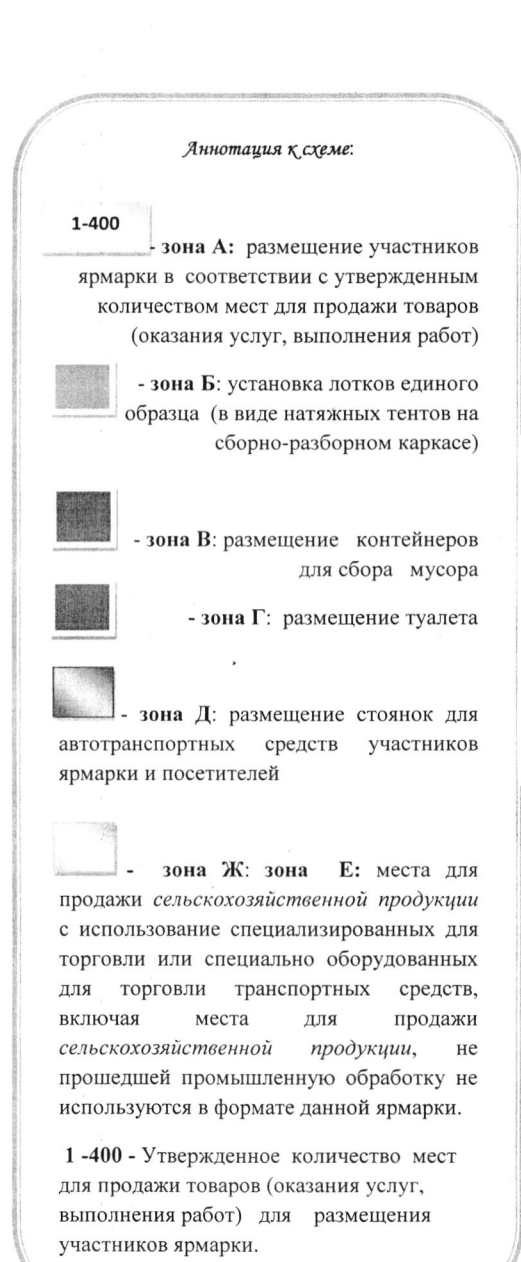 Аннотация к схеме:
1-400
- зона А: размещение участников
ярмарки в соответствии с утвержденным
количеством мест для продажи товаров
(оказания услуг, выполнения работ)
- зона Б: установка лотков единого
образца (в виде натяжных тентов на
сборно-разборном каркасе)
- зона В: размещение контейнеров
для сбора мусора
- зона Г: размещение туалета
- зона Д: размещение стоянок для
автотранспортных средств участников
ярмарки и посетителей
- зона Ж: зона Е: места для
продажи сельскохозяйственной продукции
с использование специализированных для
торговли или специально оборудованных
для торговли транспортных средств,
включая места для продажи
сельскохозяйственной продукции, не
прошедшей промышленную обработку не
используются в формате данной ярмарки.
1 -400 - Утвержденное количество мест
для продажи товаров (оказания услуг,
выполнения работ) для размещения
участников ярмарки.